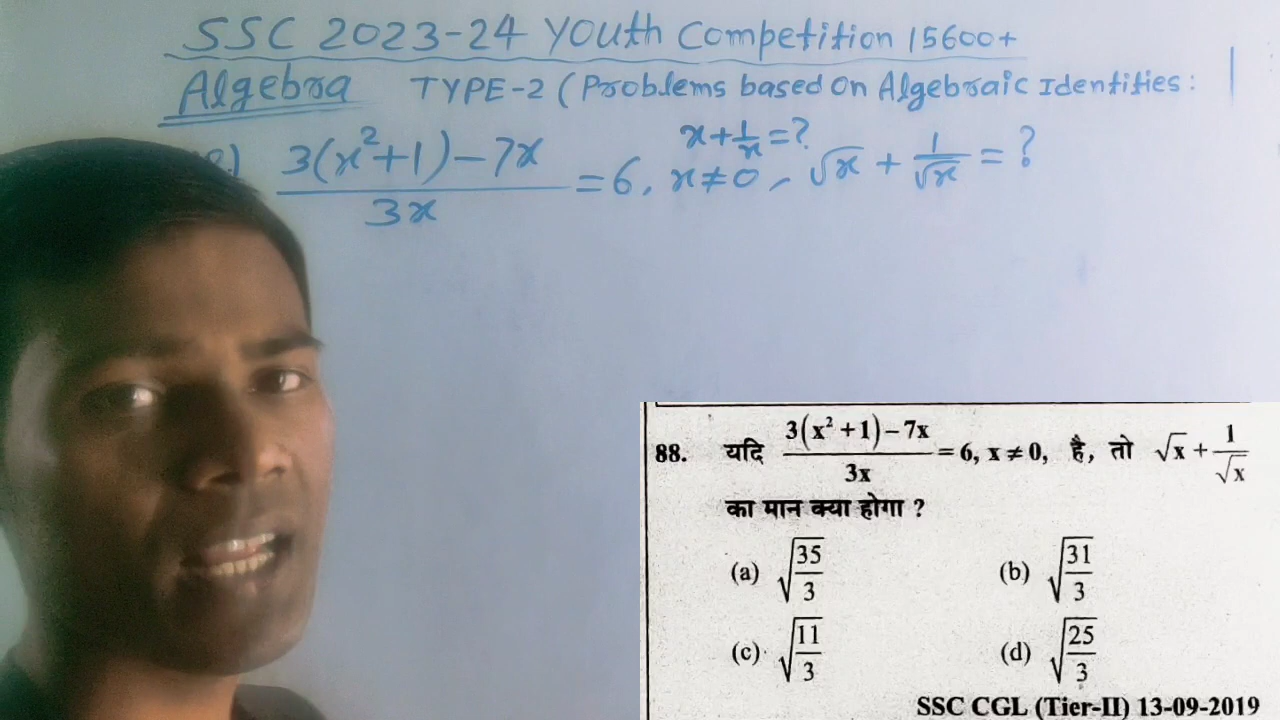 SSC 2023-24 Youth Competition 15600+
Algebra TYPE-2 (Problems based on Algebraic Identities:
x + 1/x = ?
8.) 3(x²+1)-7x / 3x = 6, x≠0, √x + 1/√x = ?
88. यदि 3(x²+1)-7x / 3x = 6, x ≠ 0, है, तो √x + 1/√x
का मान क्या होगा ?
(a) √35/3 (b) √31/3
(c) √11/3 (d) √25/3
SSC CGL (Tier-II) 13-09-2019